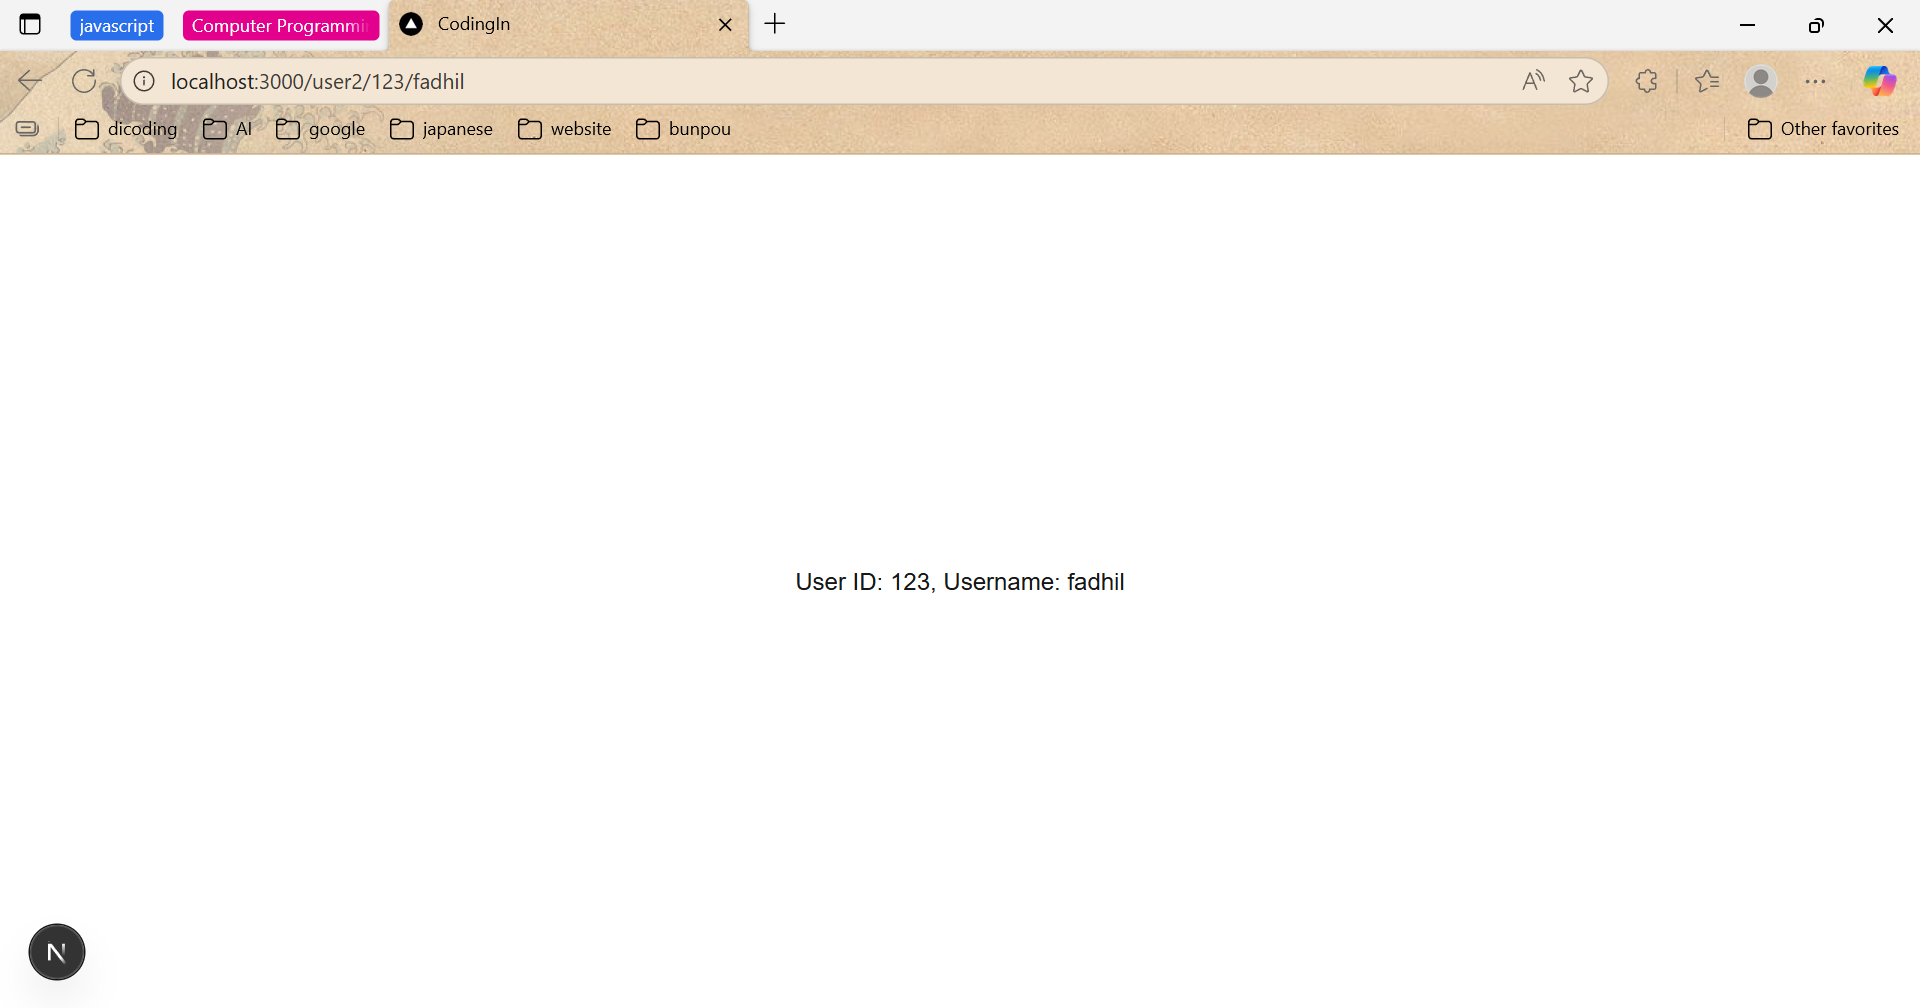 javascript
Computer Programmi
CodingIn
localhost:3000/user2/123/fadhil
dicoding
AI
google
japanese
website
bunpou
Other favorites
User ID: 123, Username: fadhil
N